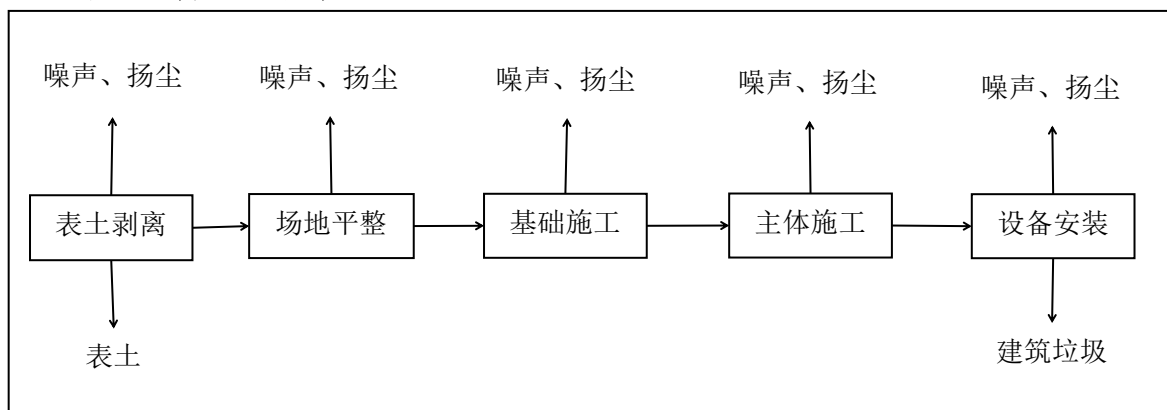 噪声、扬尘
噪声、扬尘
噪声、扬尘
噪声、扬尘
噪声、扬尘
表土剥离
场地平整
基础施工
主体施工
设备安装
表土
建筑垃圾